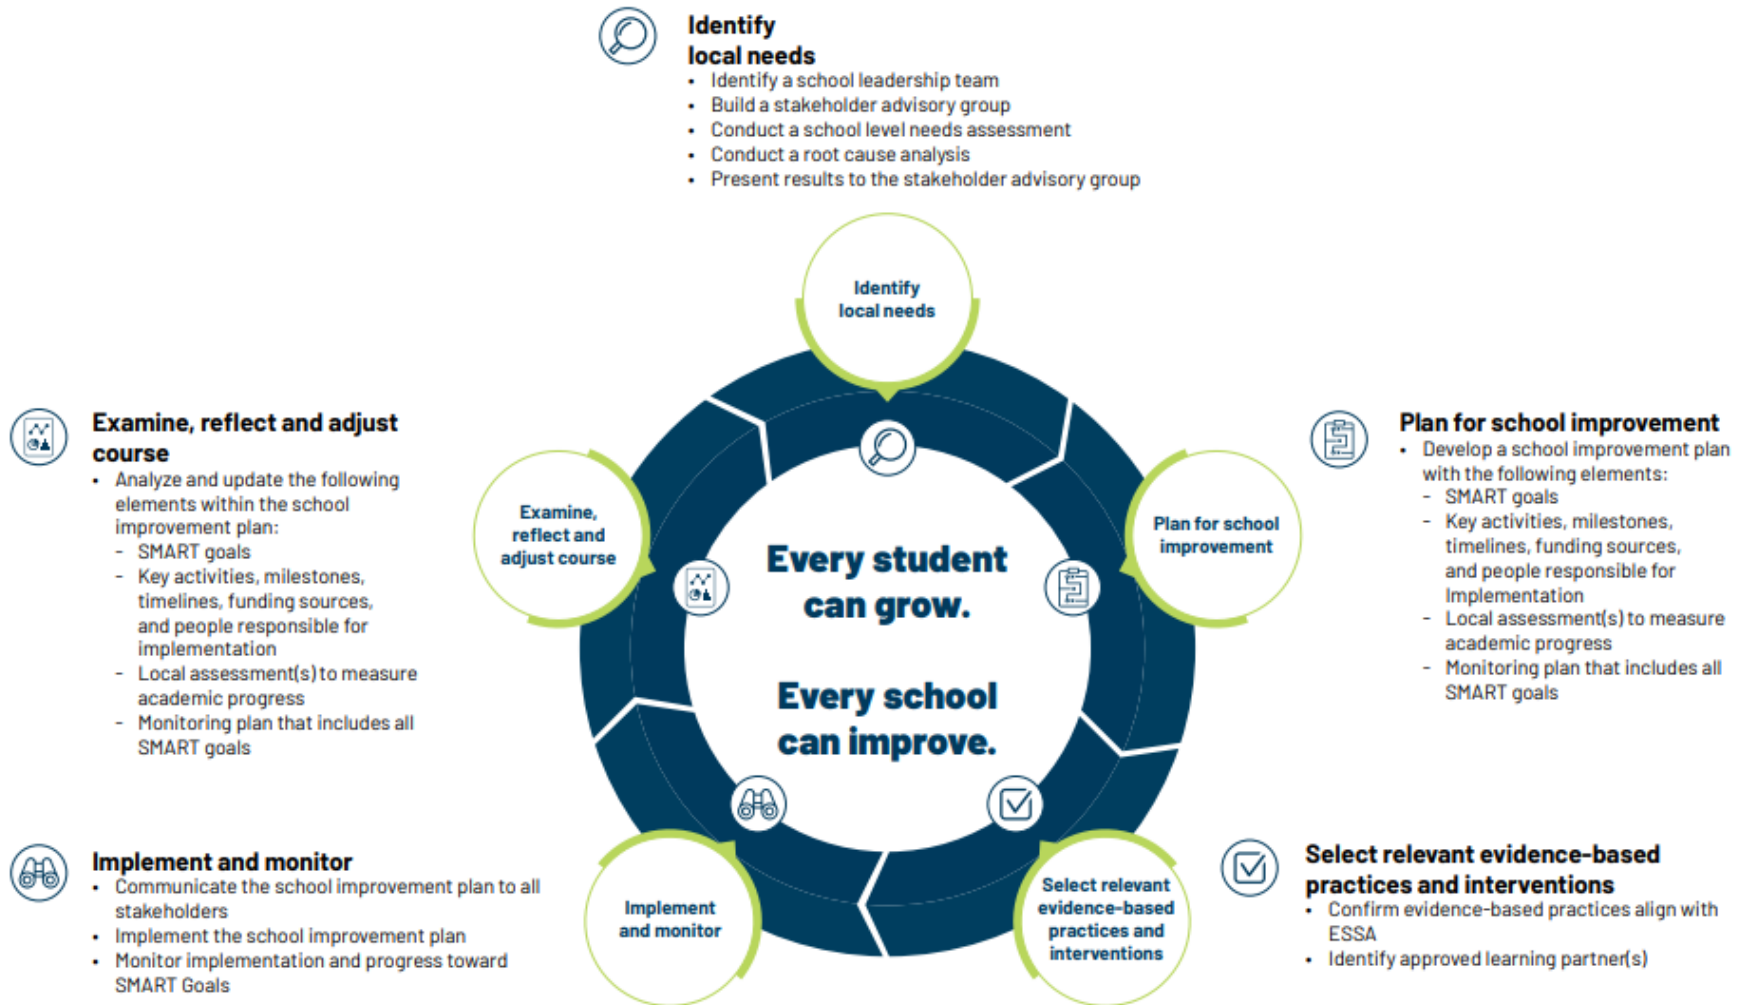 Identify
local needs
• Identify a school leadership team
• Build a stakeholder advisory group
• Conduct a school level needs assessment
• Conduct a root cause analysis
• Present results to the stakeholder advisory group
Identify
local needs
Examine, reflect and adjust
course
• Analyze and update the following
elements within the school
improvement plan:
- SMART goals
- Key activities, milestones,
timelines, funding sources,
and people responsible for
implementation
- Local assessment(s) to measure
academic progress
- Monitoring plan that includes all
SMART goals
Examine,
reflect and
adjust course
Every student
can grow.
Every school
can improve.
Plan for school
improvement
Plan for school improvement
• Develop a school improvement plan
with the following elements:
- SMART goals
- Key activities, milestones,
timelines, funding sources,
and people responsible for
Implementation
- Local assessment(s) to measure
academic progress
- Monitoring plan that includes all
SMART goals
Implement and monitor
• Communicate the school improvement plan to all
stakeholders
• Implement the school improvement plan
• Monitor implementation and progress toward
SMART Goals
Implement
and monitor
Select relevant
evidence-based
practices and
interventions
Select relevant evidence-based
practices and interventions
• Confirm evidence-based practices align with
ESSA
• Identify approved learning partner(s)